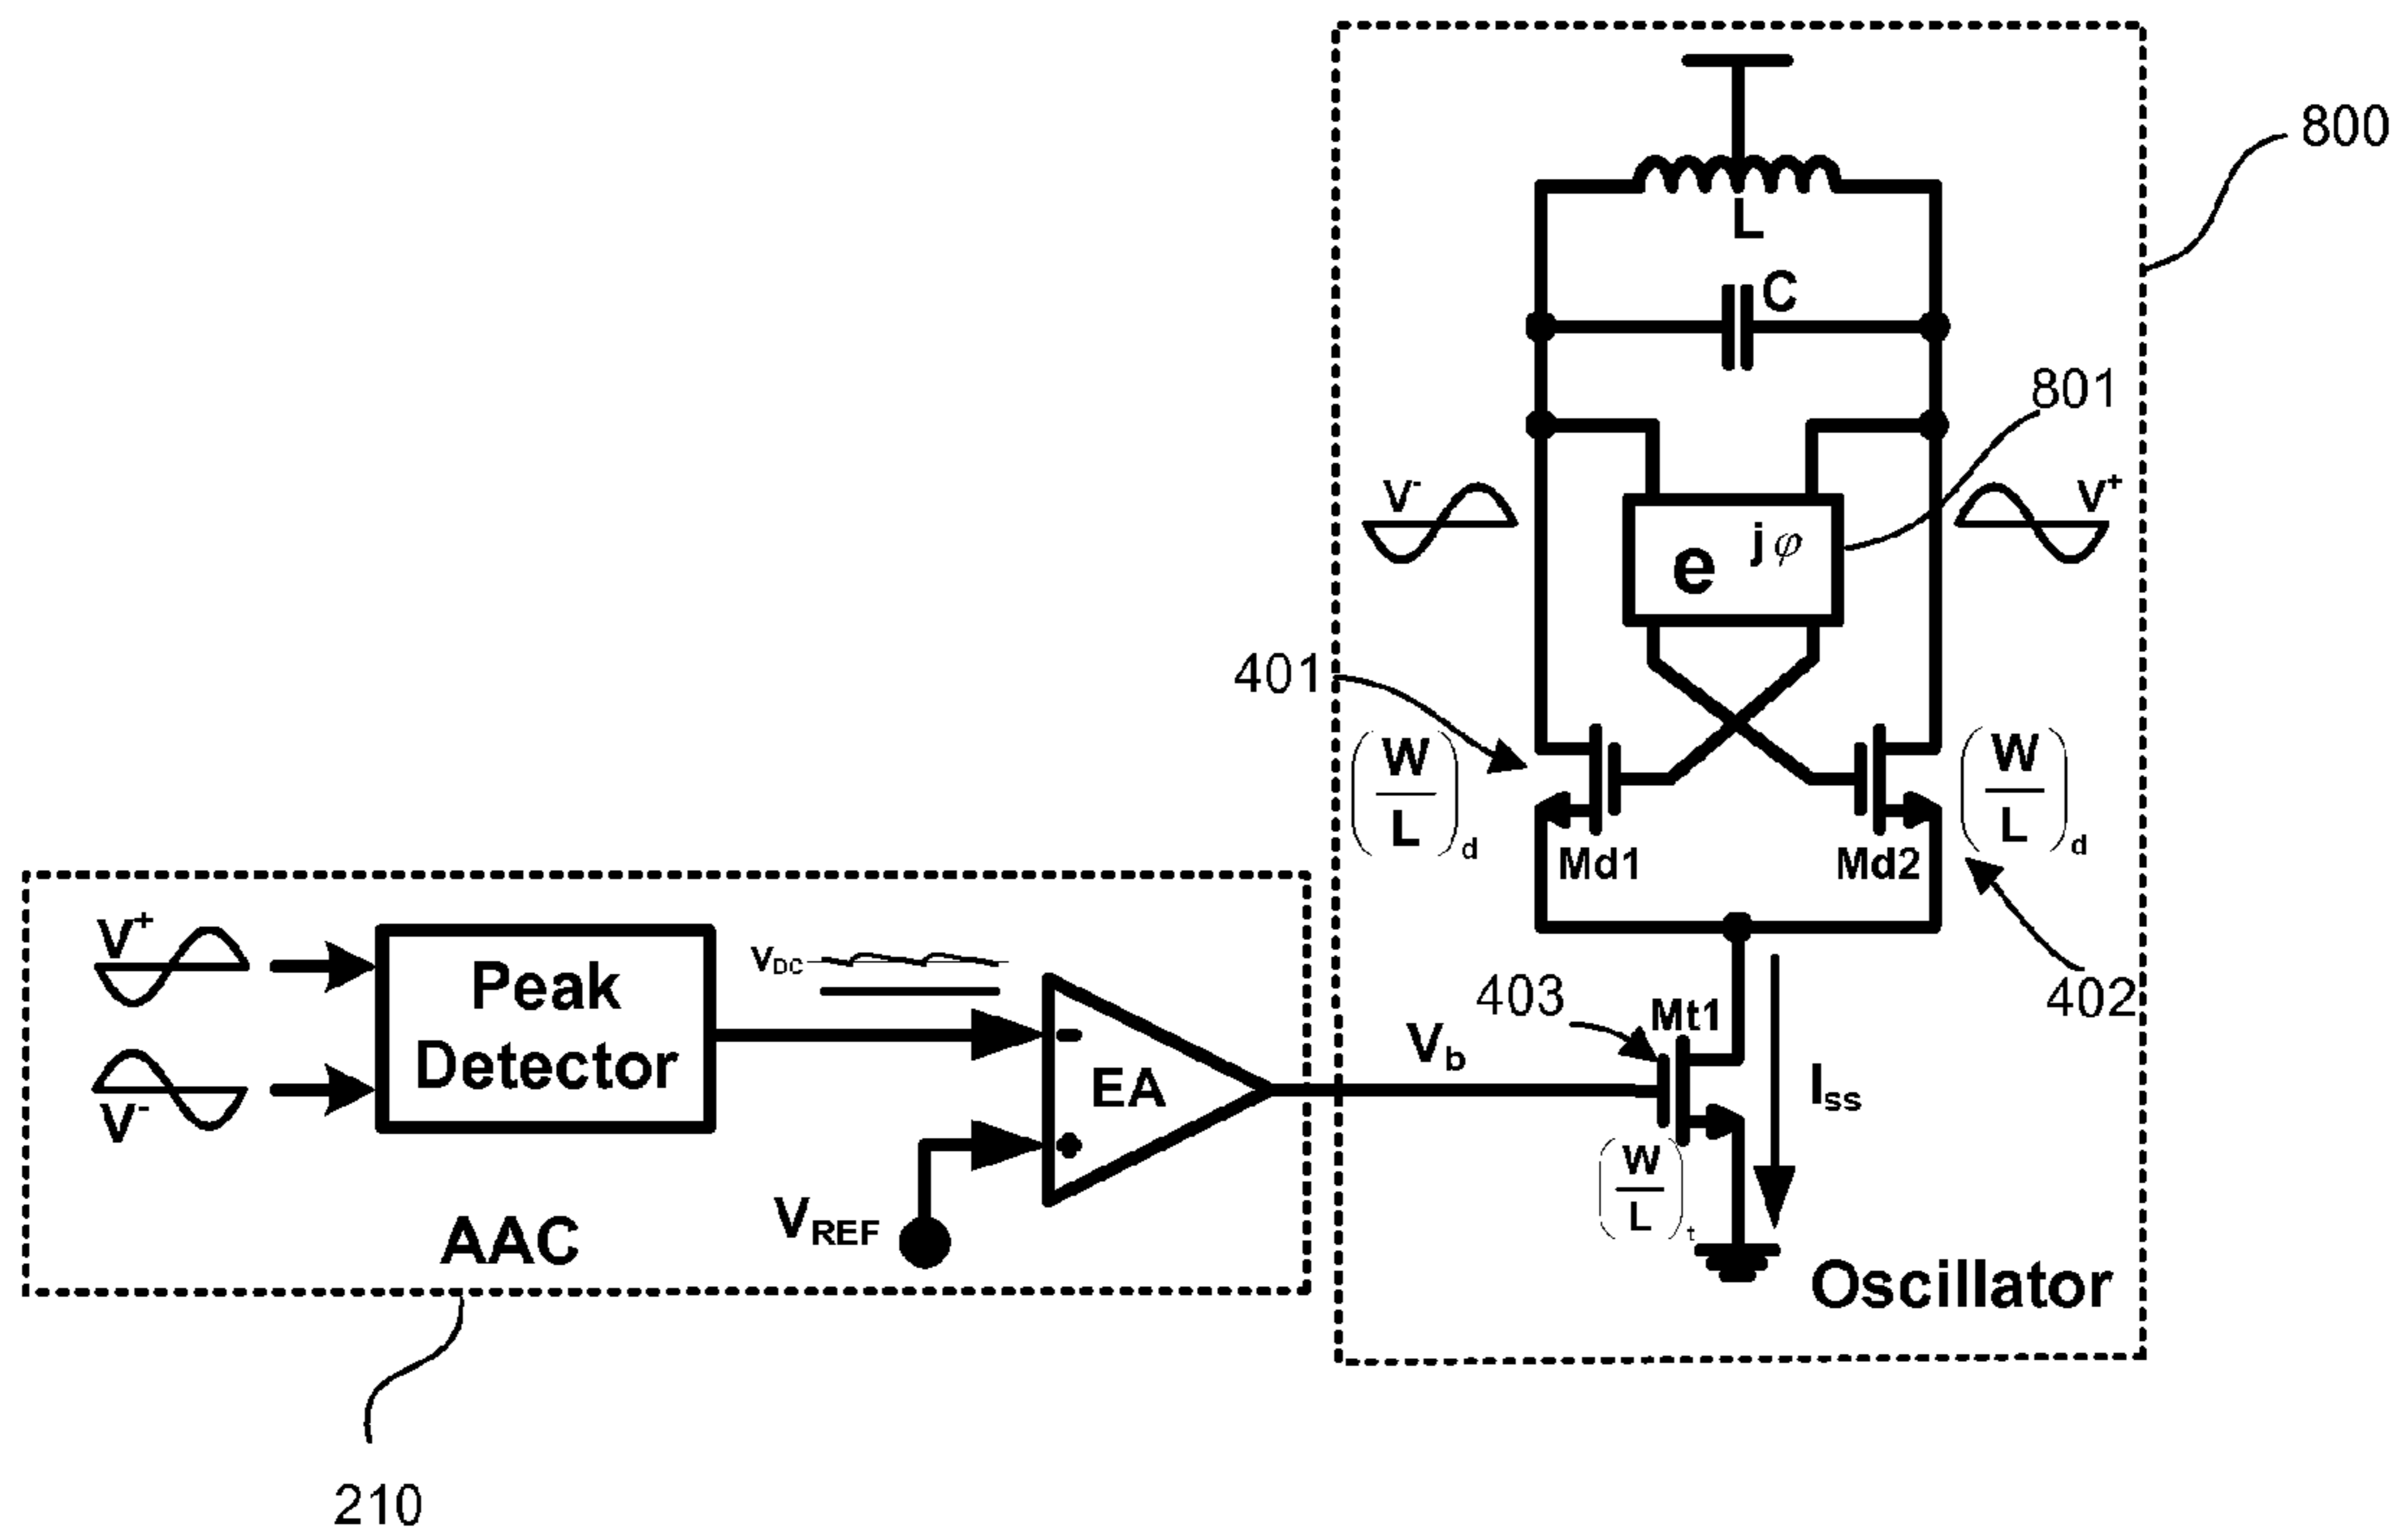 800
L
C
801
V-
V+
e jφ
401
(W/L)d
(W/L)d
Md1
Md2
V+
Peak
Detector
VDC
402
403
Mt1
Vb
EA
ISS
V-
(W/L)t
VREF
AAC
Oscillator
210